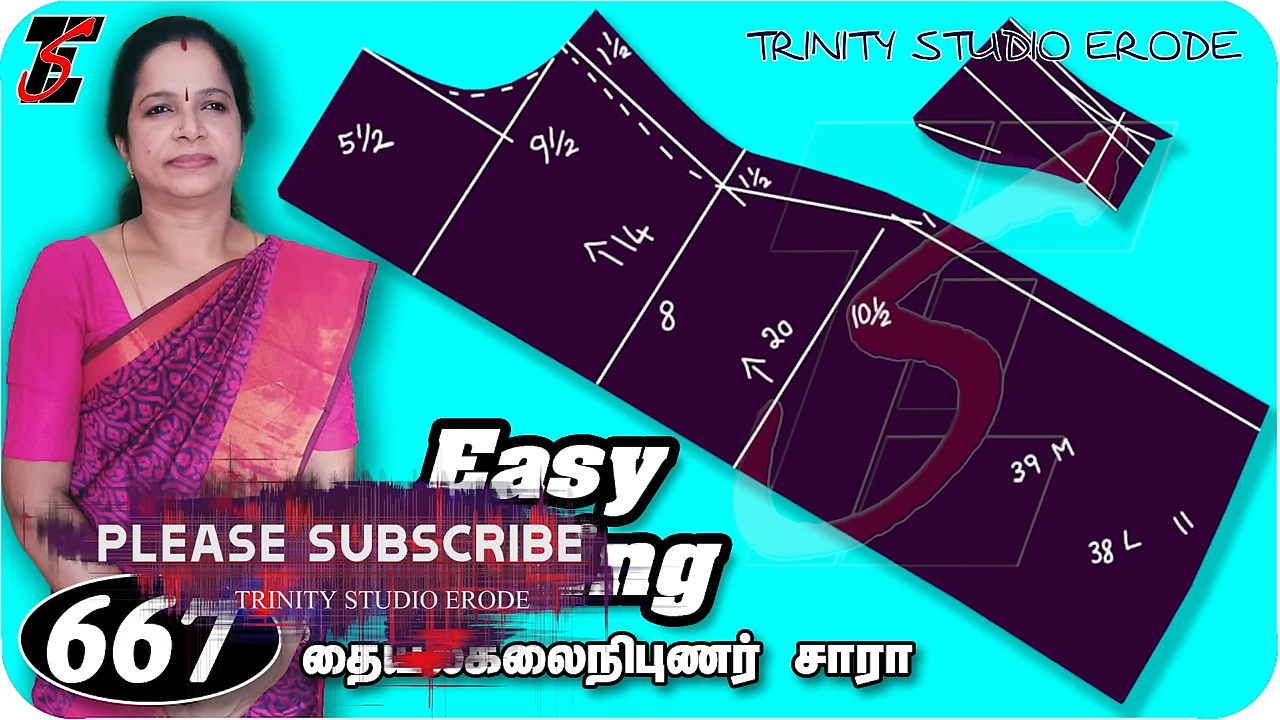 TRINITY STUDIO ERODE
1½
5½
9½
1½
14
1
8
20
10½
39 M
38 L
11
Easy
PLEASE SUBSCRIBE
TRINITY STUDIO ERODE
667
சாரா